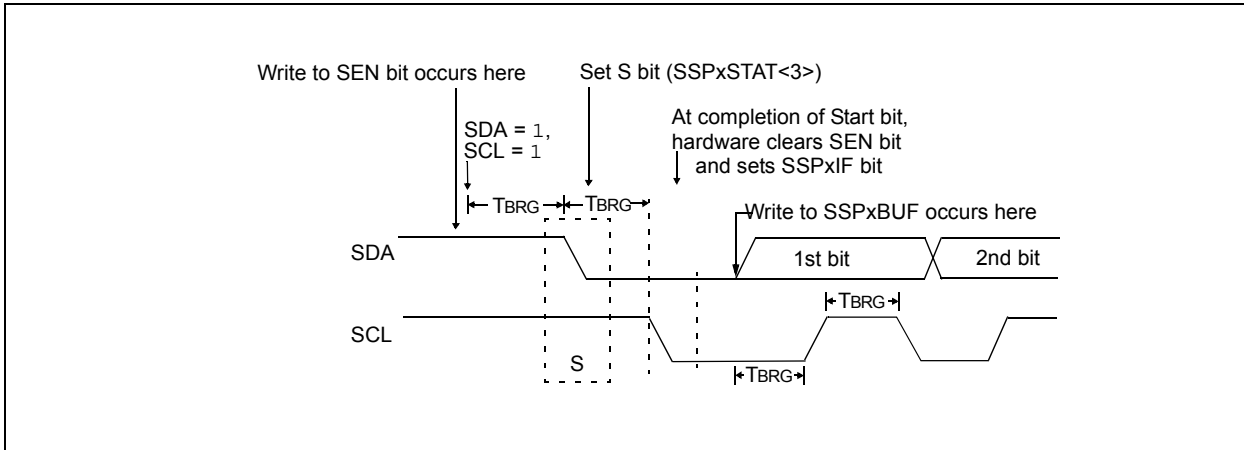 Write to SEN bit occurs here
Set S bit (SSPxSTAT<3>)
At completion of Start bit,
hardware clears SEN bit
and sets SSPxIF bit
SDA = 1,
SCL = 1
TBRG
TBRG
Write to SSPxBUF occurs here
SDA
1st bit
2nd bit
TBRG
SCL
S
TBRG